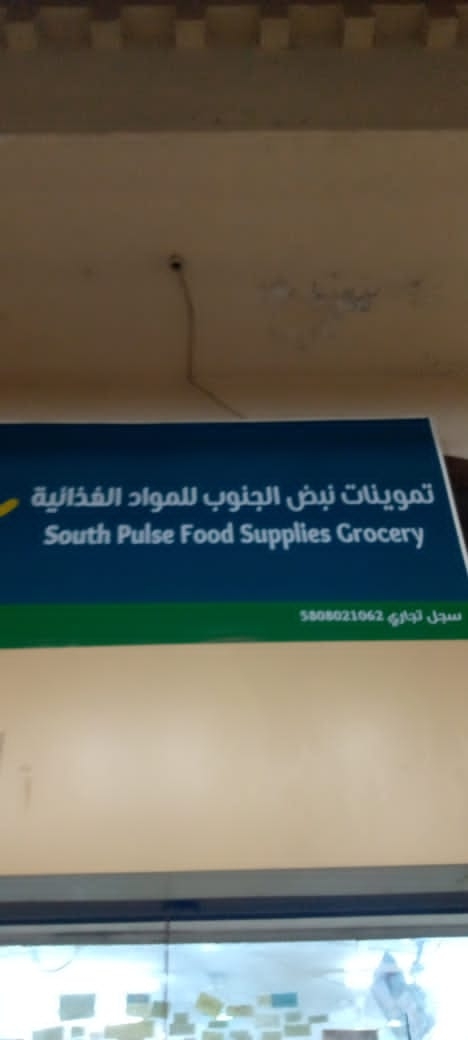 تموينات نبض الجنوب للمواد الغذائية
South Pulse Food Supplies Grocery
سجل تجاري 5808021062